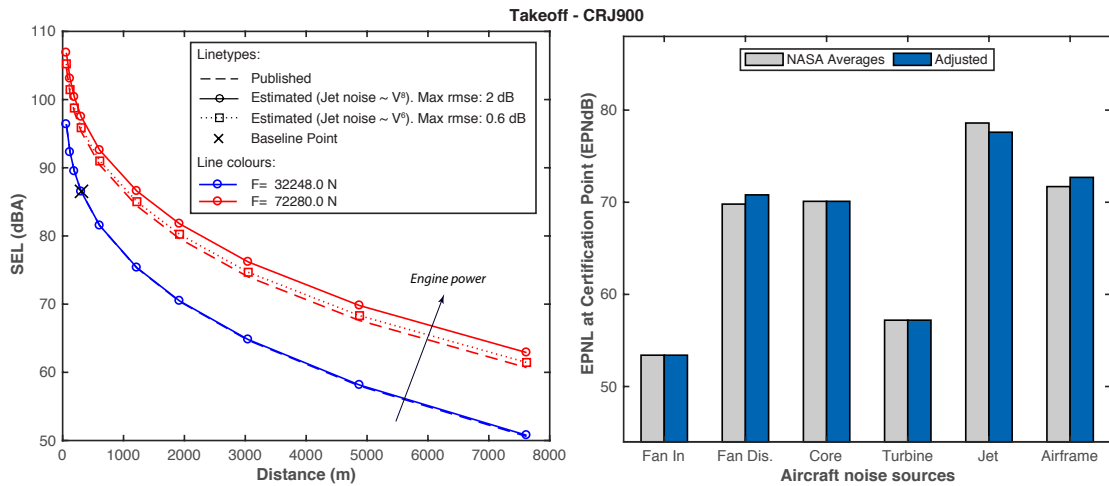 Takeoff - CRJ900
SEL (dBA)
110
100
90
80
70
60
50
Linetypes:
Published
Estimated (Jet noise ~ V⁸). Max rmse: 2 dB
Estimated (Jet noise ~ V⁶). Max rmse: 0.6 dB
Baseline Point
Line colours:
F= 32248.0 N
F= 72280.0 N
Engine power
0 1000 2000 3000 4000 5000 6000 7000 8000
Distance (m)
EPNL at Certification Point (EPNdB)
80
70
60
50
NASA Averages Adjusted
Fan In Fan Dis. Core Turbine Jet Airframe
Aircraft noise sources